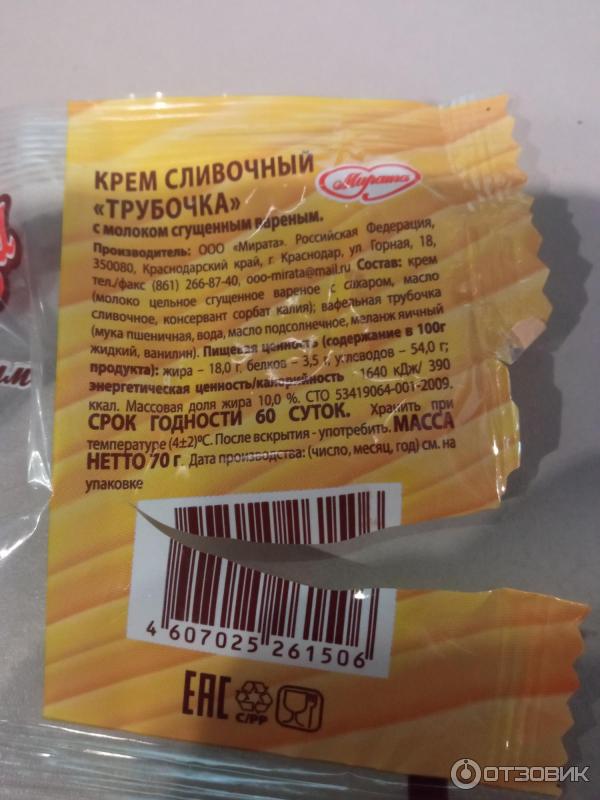 КРЕМ СЛИВОЧНЫЙ
Мирата
«ТРУБОЧКА»
с молоком сгущенным вареным.
Производитель: ООО «Мирата». Российская Федерация,
350080, Краснодарский край, г. Краснодар, ул. Горная, 18,
тел./факс (861) 266-87-40, ooo-mirata@mail.ru Состав: крем
(молоко цельное сгущенное вареное с сахаром, масло
сливочное, консервант сорбат калия); вафельная трубочка
(мука пшеничная, вода, масло подсолнечное, меланж яичный
жидкий, ванилин). Пищевая ценность (содержание в 100г
продукта): жира – 18,0 г, белков – 3,5 г, углеводов – 54,0 г;
энергетическая ценность/калорийность 1640 кДж/ 390
ккал. Массовая доля жира 10,0 %. СТО 53419064-001-2009.
СРОК ГОДНОСТИ 60 СУТОК. Хранить при
температуре (4±2)ºС. После вскрытия - употребить. МАССА
НЕТТО 70 г. Дата производства: (число, месяц, год) см. на
упаковке
4 607025 261506
EAC
C/PP
ОТЗОВИК